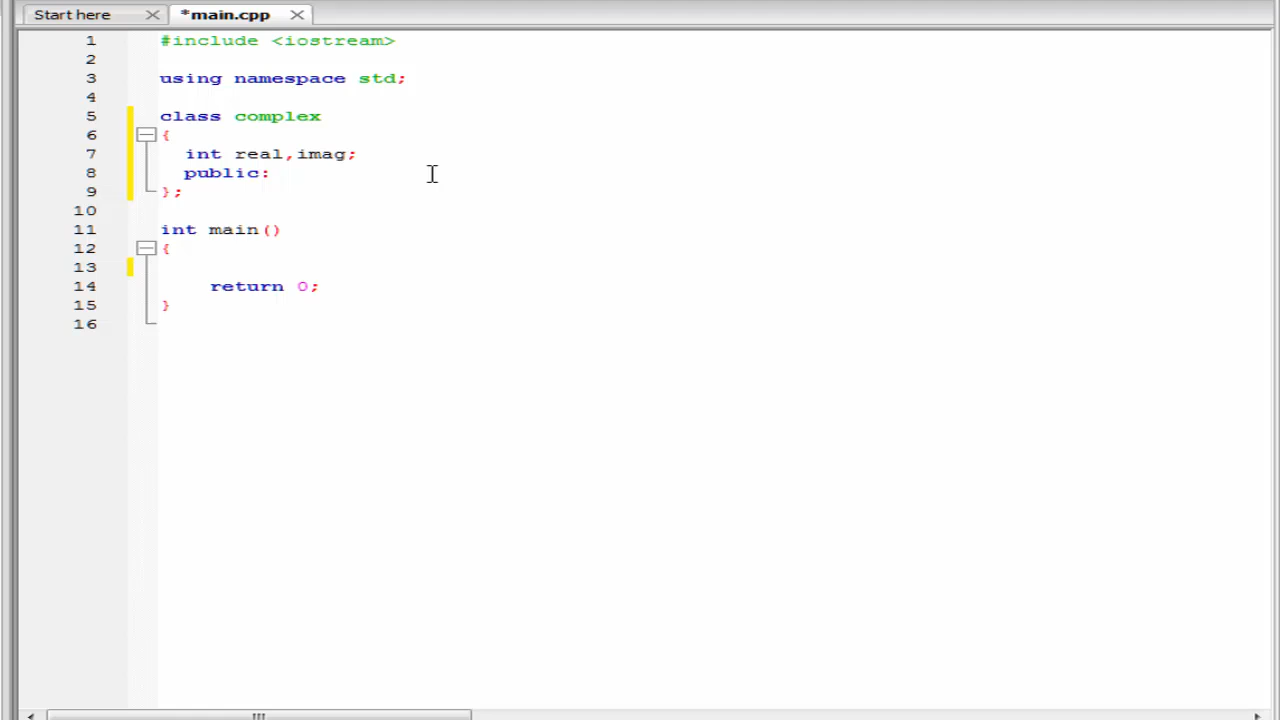 Start here *main.cpp
1 #include <iostream>
2
3 using namespace std;
4
5 class complex
6 {
7 int real,imag;
8 public:
9 };
10
11 int main()
12 {
13
14 return 0;
15 }
16